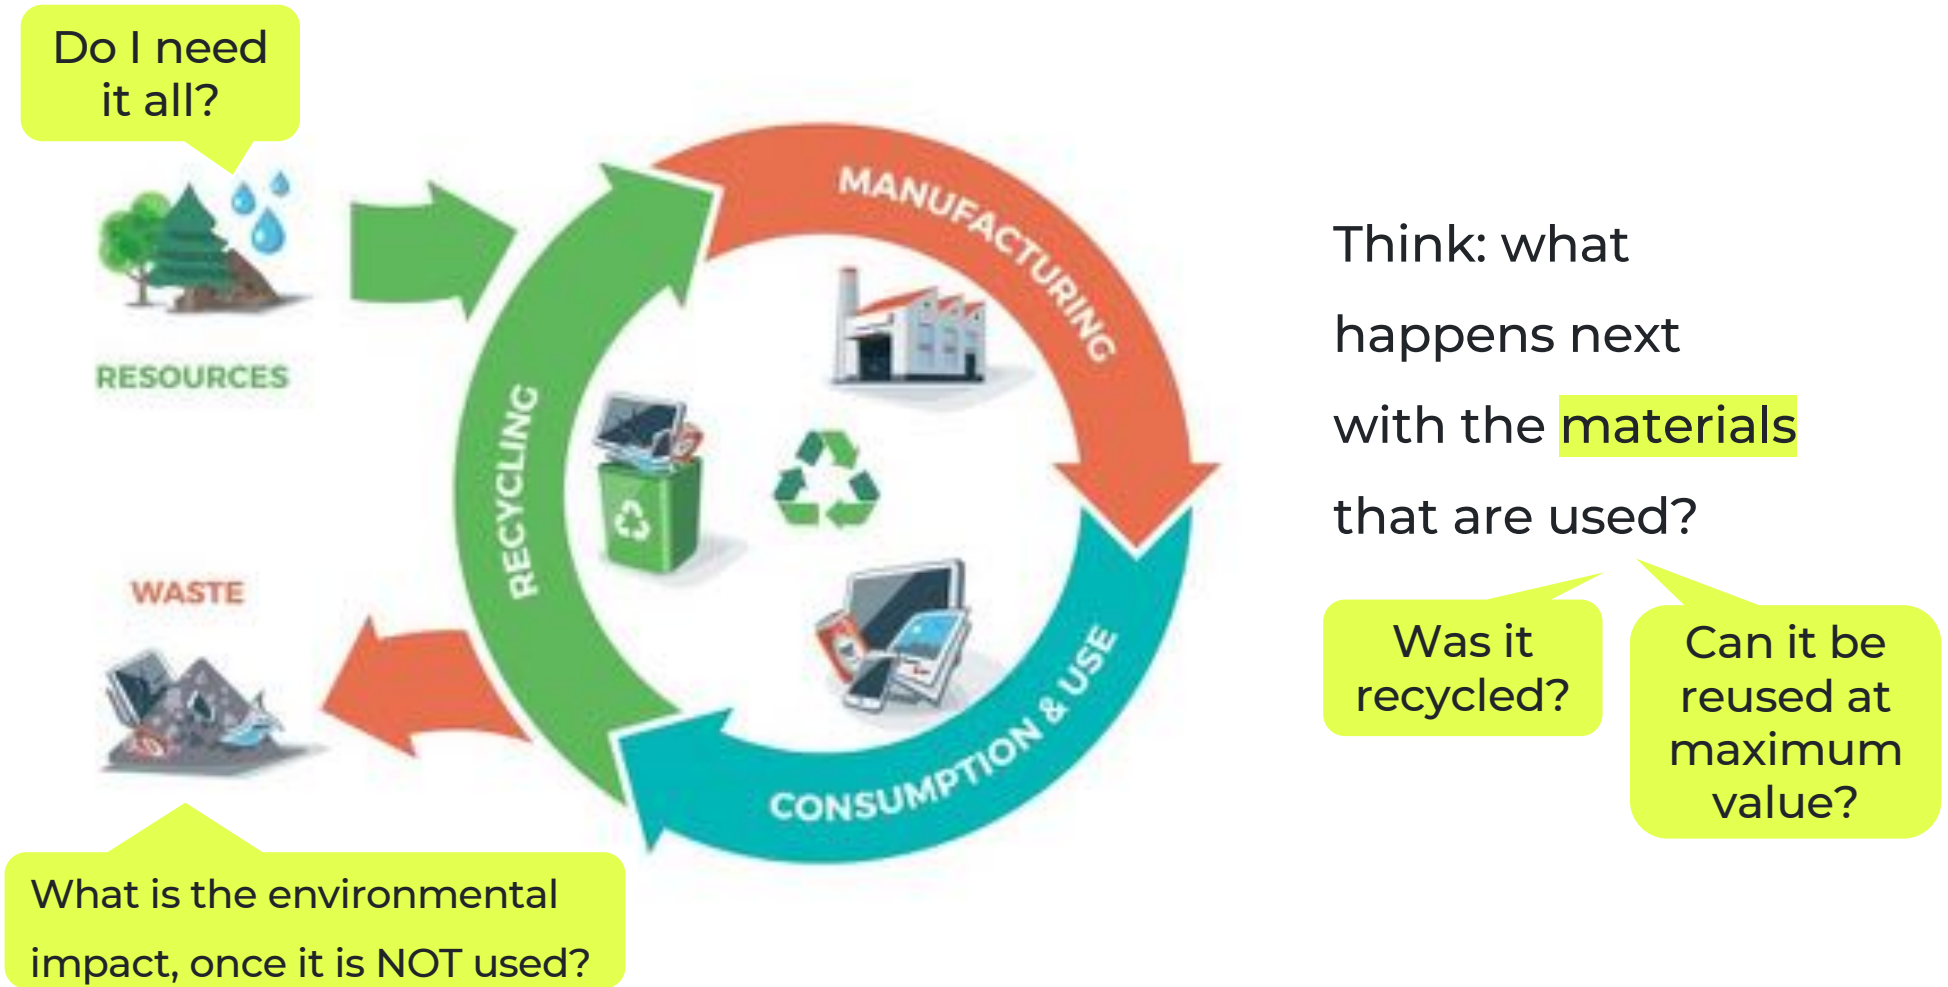 Do I need
it all?
RESOURCES
MANUFACTURING
RECYCLING
CONSUMPTION & USE
WASTE
What is the environmental
impact, once it is NOT used?
Think: what
happens next
with the materials
that are used?
Was it
recycled?
Can it be
reused at
maximum
value?